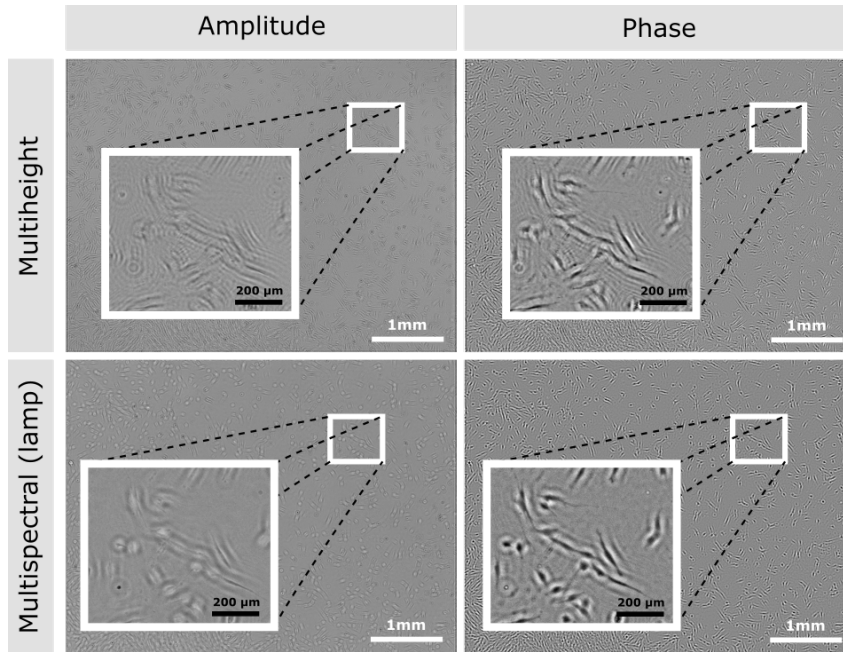 Amplitude
Phase
Multiheight
200 µm
1mm
200 µm
1mm
Multispectral (lamp)
200 µm
1mm
200 µm
1mm